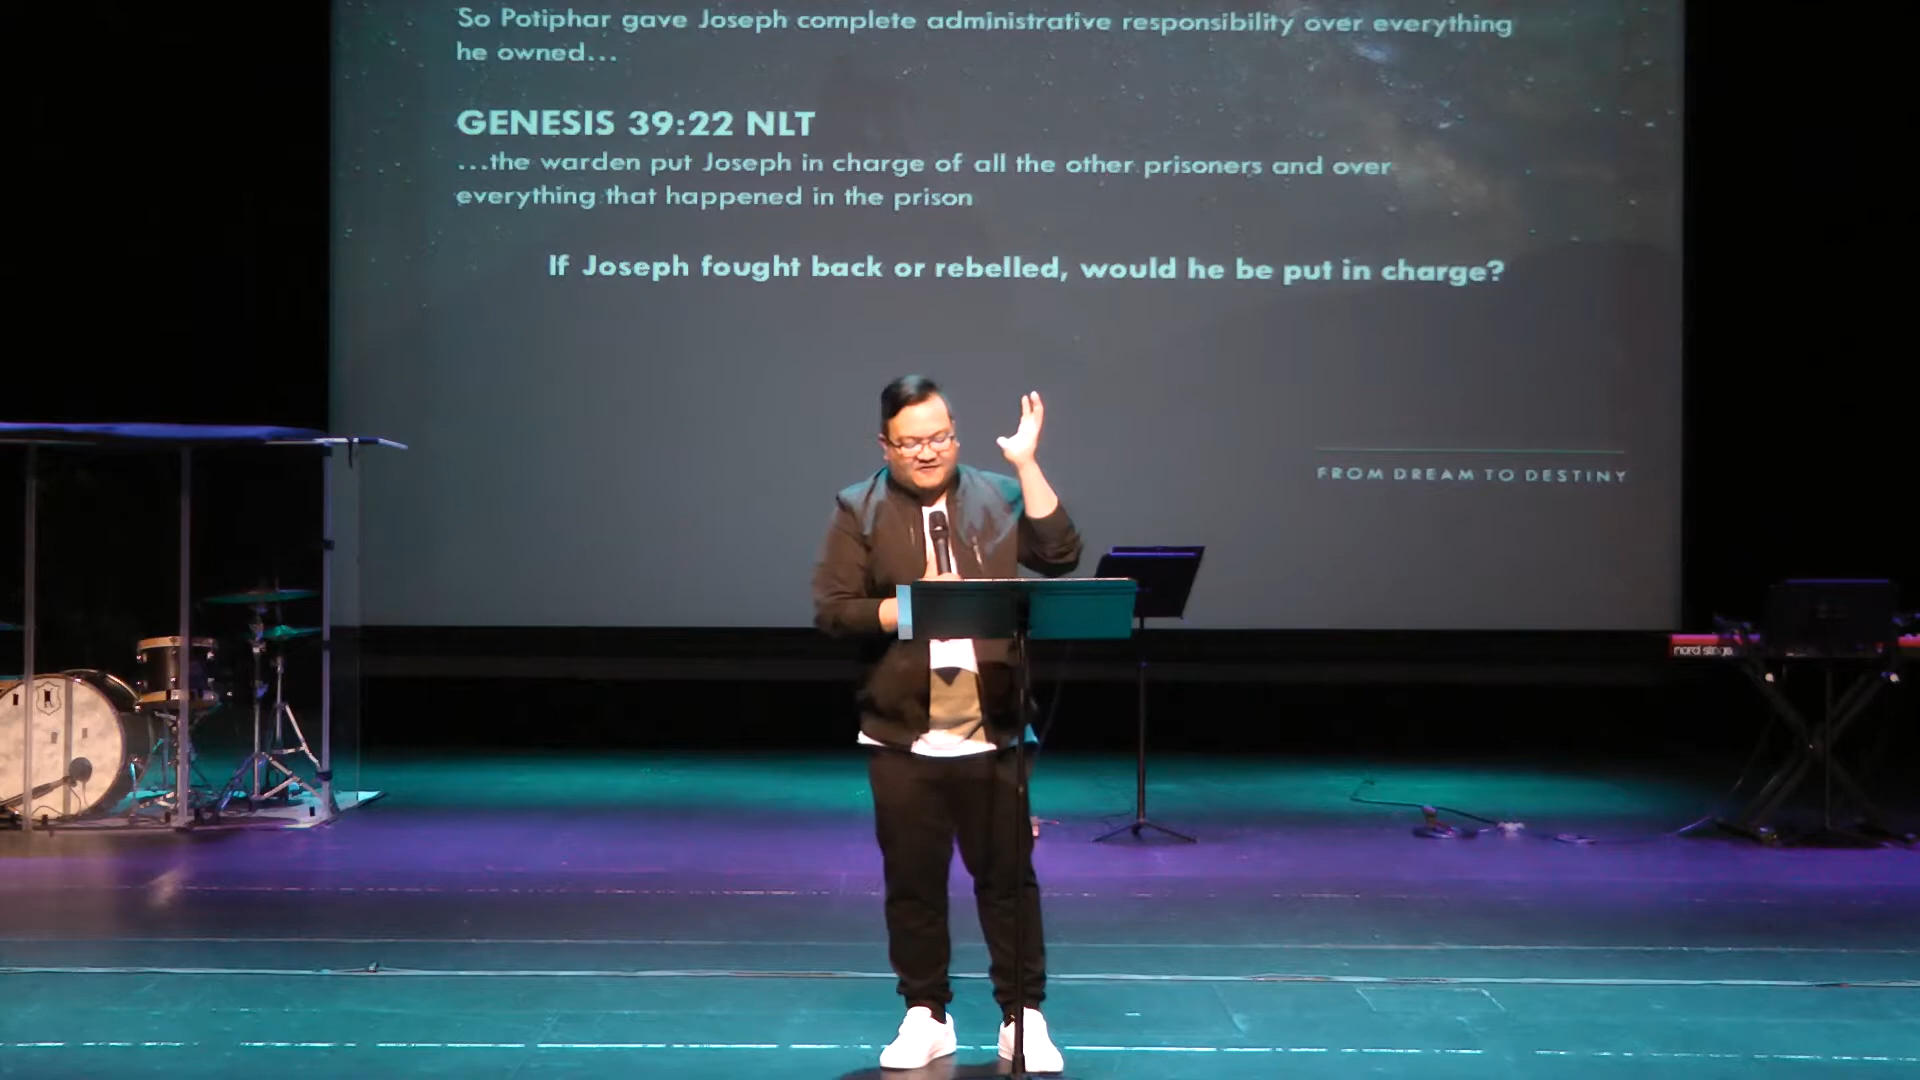 So Potiphar gave Joseph complete administrative responsibility over everything
he owned...
GENESIS 39:22 NLT
...the warden put Joseph in charge of all the other prisoners and over
everything that happened in the prison
If Joseph fought back or rebelled, would he be put in charge?
FROM DREAM TO DESTINY
nord stage